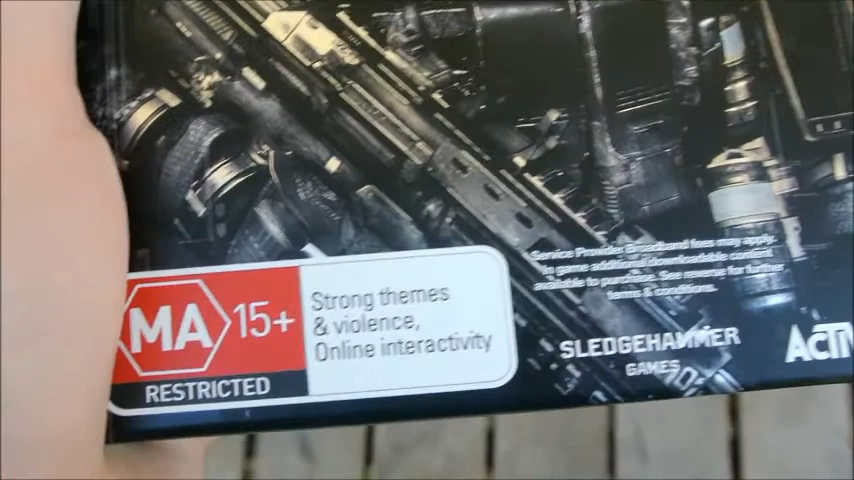 Service Provider Broadband fees may apply.
In game additional downloadable content
available to purchase. See reverse for further
terms & conditions.
MA 15+
RESTRICTED
Strong themes
& violence,
Online interactivity
SLEDGEHAMMER
GAMES
ACTIV